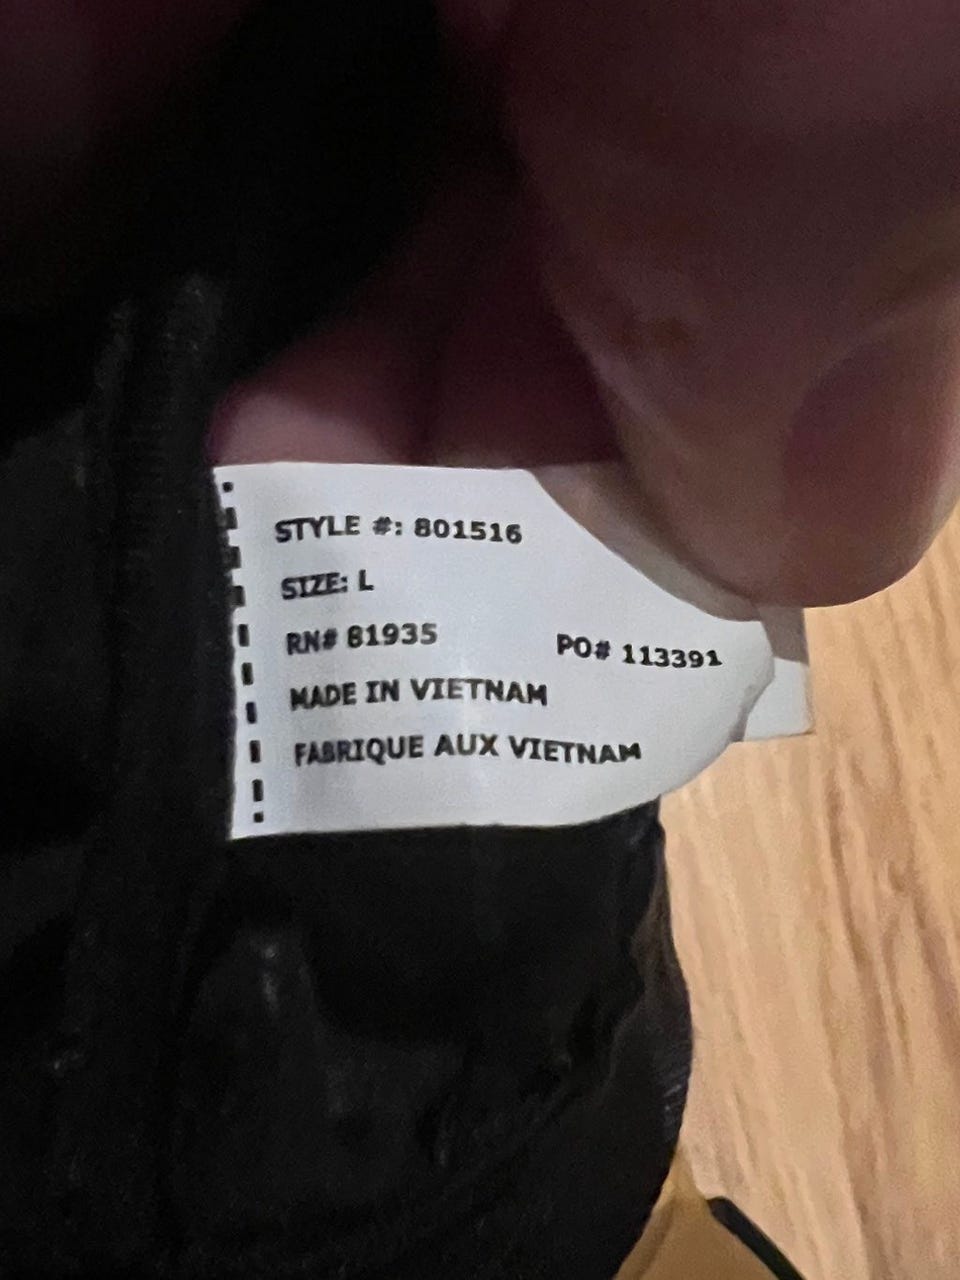 STYLE #: 801516
SIZE: L
RN# 81935 PO# 113391
MADE IN VIETNAM
FABRIQUE AUX VIETNAM